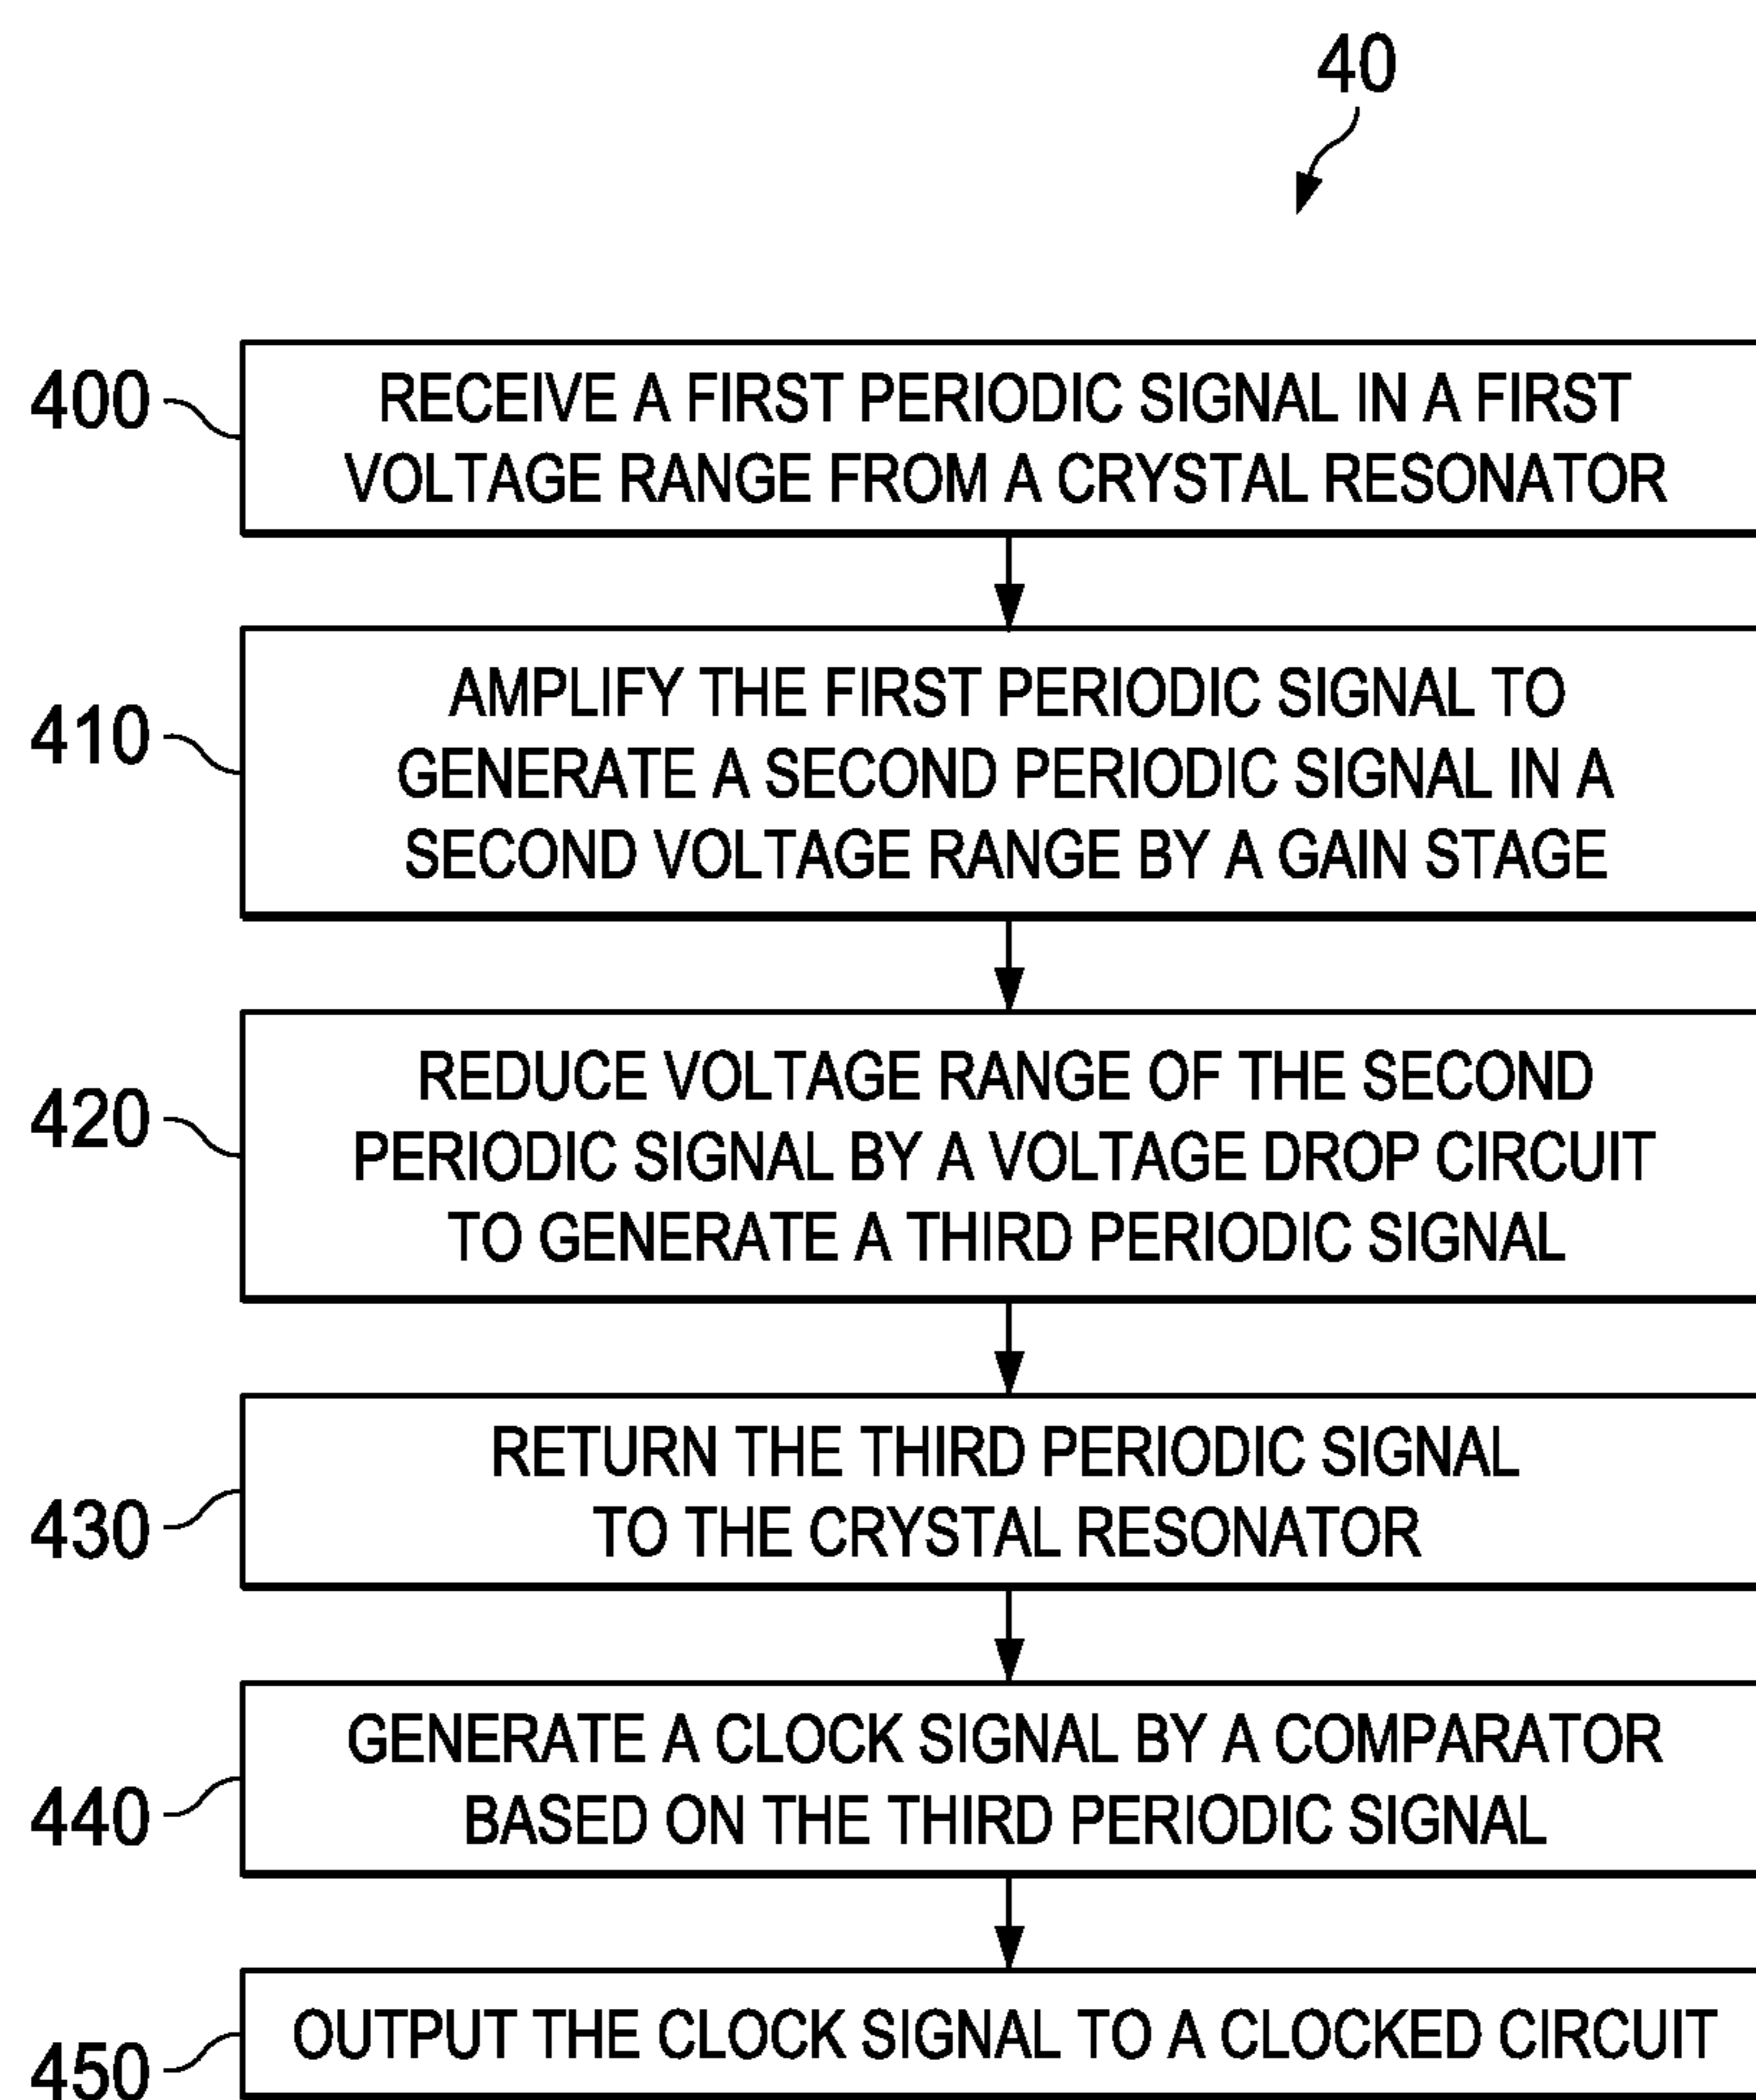 40
400
RECEIVE A FIRST PERIODIC SIGNAL IN A FIRST
VOLTAGE RANGE FROM A CRYSTAL RESONATOR
410
AMPLIFY THE FIRST PERIODIC SIGNAL TO
GENERATE A SECOND PERIODIC SIGNAL IN A
SECOND VOLTAGE RANGE BY A GAIN STAGE
420
REDUCE VOLTAGE RANGE OF THE SECOND
PERIODIC SIGNAL BY A VOLTAGE DROP CIRCUIT
TO GENERATE A THIRD PERIODIC SIGNAL
430
RETURN THE THIRD PERIODIC SIGNAL
TO THE CRYSTAL RESONATOR
440
GENERATE A CLOCK SIGNAL BY A COMPARATOR
BASED ON THE THIRD PERIODIC SIGNAL
450
OUTPUT THE CLOCK SIGNAL TO A CLOCKED CIRCUIT